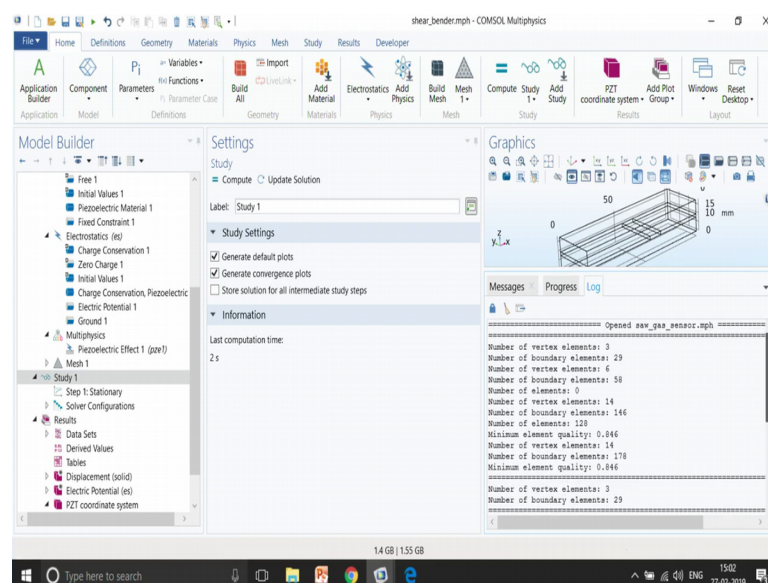 shear_bender.mph - COMSOL Multiphysics
File Home Definitions Geometry Materials Physics Mesh Study Results Developer
Application Builder
Component
Pi Parameters
a= Variables
f(x) Functions
Pi Parameter Case
Build All
Import
LiveLink
Add Material
Electrostatics
Add Physics
Build Mesh
Mesh 1
Compute
Study 1
Add Study
PZT coordinate system
Add Plot Group
Windows
Reset Desktop
Application Model Definitions Geometry Materials Physics Mesh Study Results Layout
Model Builder
Free 1
Initial Values 1
Piezoelectric Material 1
Fixed Constraint 1
Electrostatics (es)
Charge Conservation 1
Zero Charge 1
Initial Values 1
Charge Conservation, Piezoelectric
Electric Potential 1
Ground 1
Multiphysics
Piezoelectric Effect 1 (pze1)
Mesh 1
Study 1
Step 1: Stationary
Solver Configurations
Results
Data Sets
Derived Values
Tables
Displacement (solid)
Electric Potential (es)
PZT coordinate system
Settings
Study
= Compute Update Solution
Label: Study 1
Study Settings
Generate default plots
Generate convergence plots
Store solution for all intermediate study steps
Information
Last computation time:
2 s
Graphics
50
0
0
15
10 mm
0
z
y x
Messages Progress Log
Opened saw_gas_sensor.mph
Number of vertex elements: 3
Number of boundary elements: 29
Number of vertex elements: 6
Number of boundary elements: 58
Number of elements: 0
Number of vertex elements: 14
Number of boundary elements: 146
Number of elements: 128
Minimum element quality: 0.846
Number of vertex elements: 14
Number of boundary elements: 178
Minimum element quality: 0.846
Number of vertex elements: 3
Number of boundary elements: 29
1.4 GB | 1.55 GB
Type here to search
ENG
15:02
27-02-2019